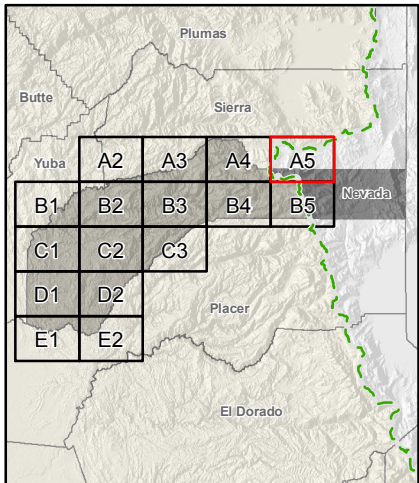 Plumas
Butte
Sierra
Yuba
A2 A3 A4 A5
Nevada
B1 B2 B3 B4 B5
C1 C2 C3
D1 D2
Placer
E1 E2
El Dorado